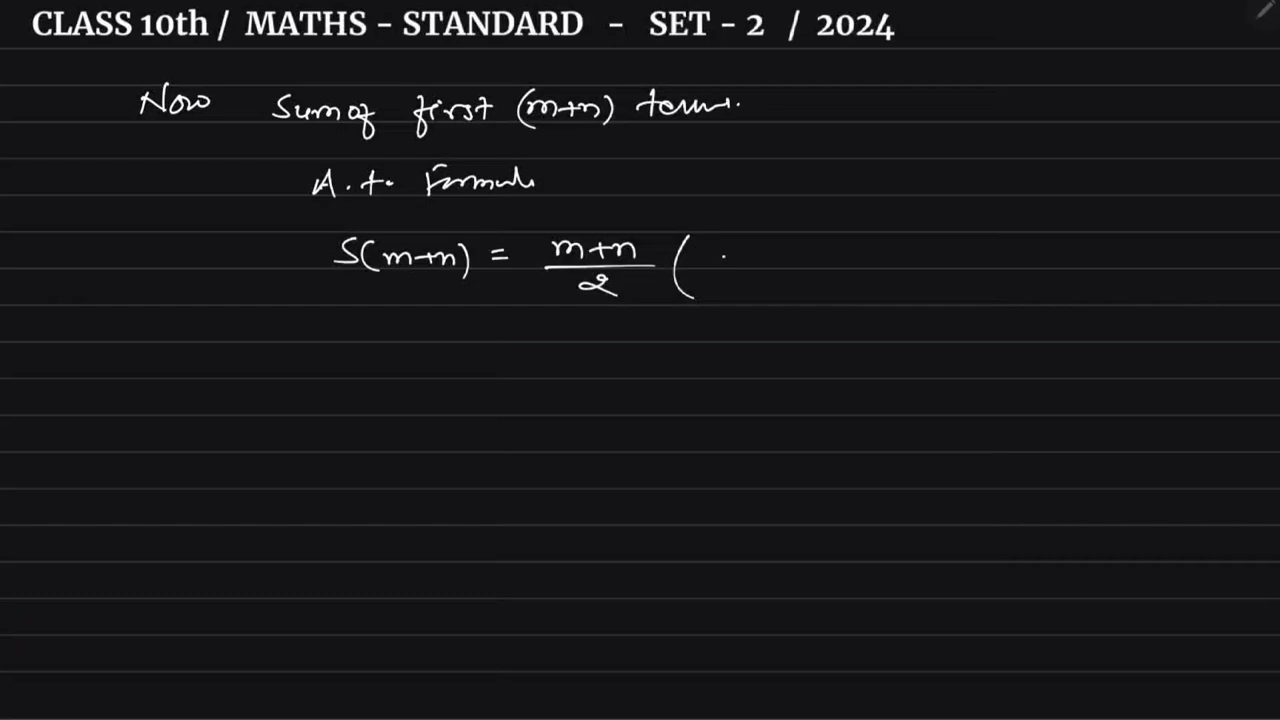 CLASS 10th / MATHS - STANDARD - SET - 2 / 2024
Now Sum of first (m+n) terms.
A. to Formula
S(m+n) = m+n/2 (